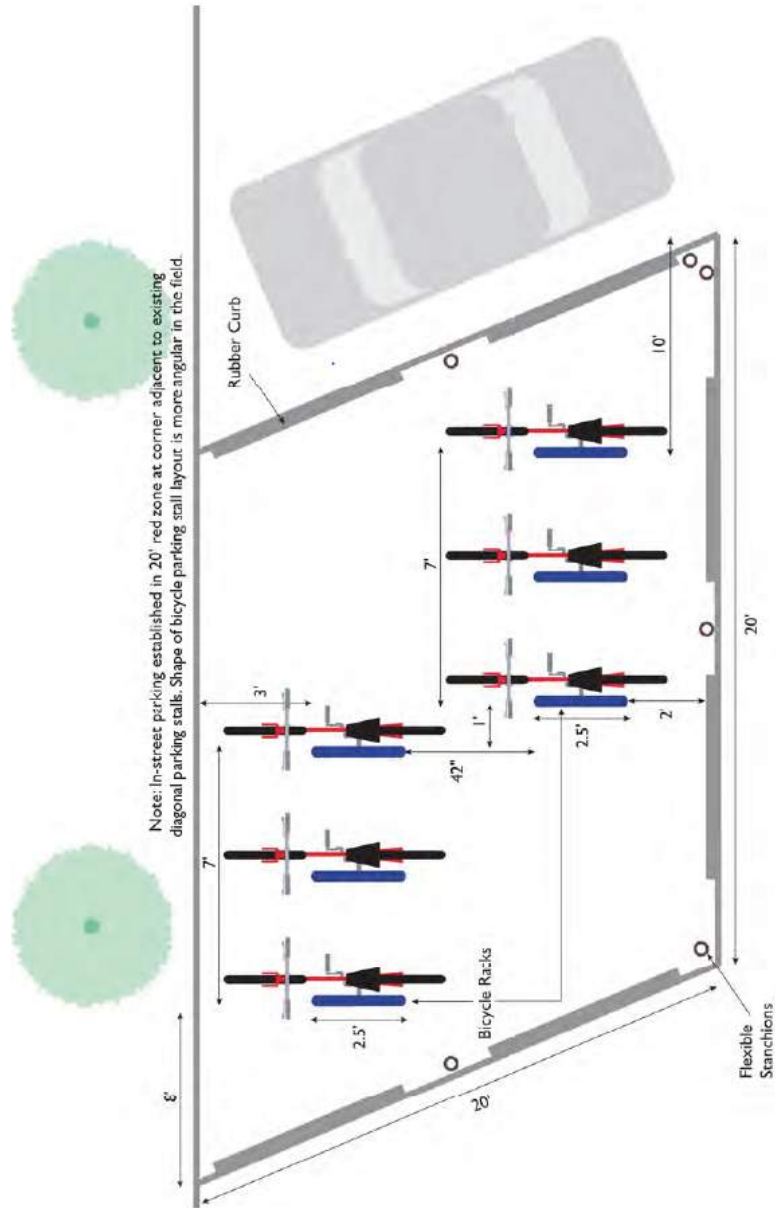 Note: In-street parking established in 20' red zone at corner adjacent to existing
diagonal parking stalls. Shape of bicycle parking stall layout is more angular in the field.
Rubber Curb
3'
7'
7'
10'
1'
42"
2.5'
2.5'
2'
Bicycle Racks
20'
20'
Flexible
Stanchions